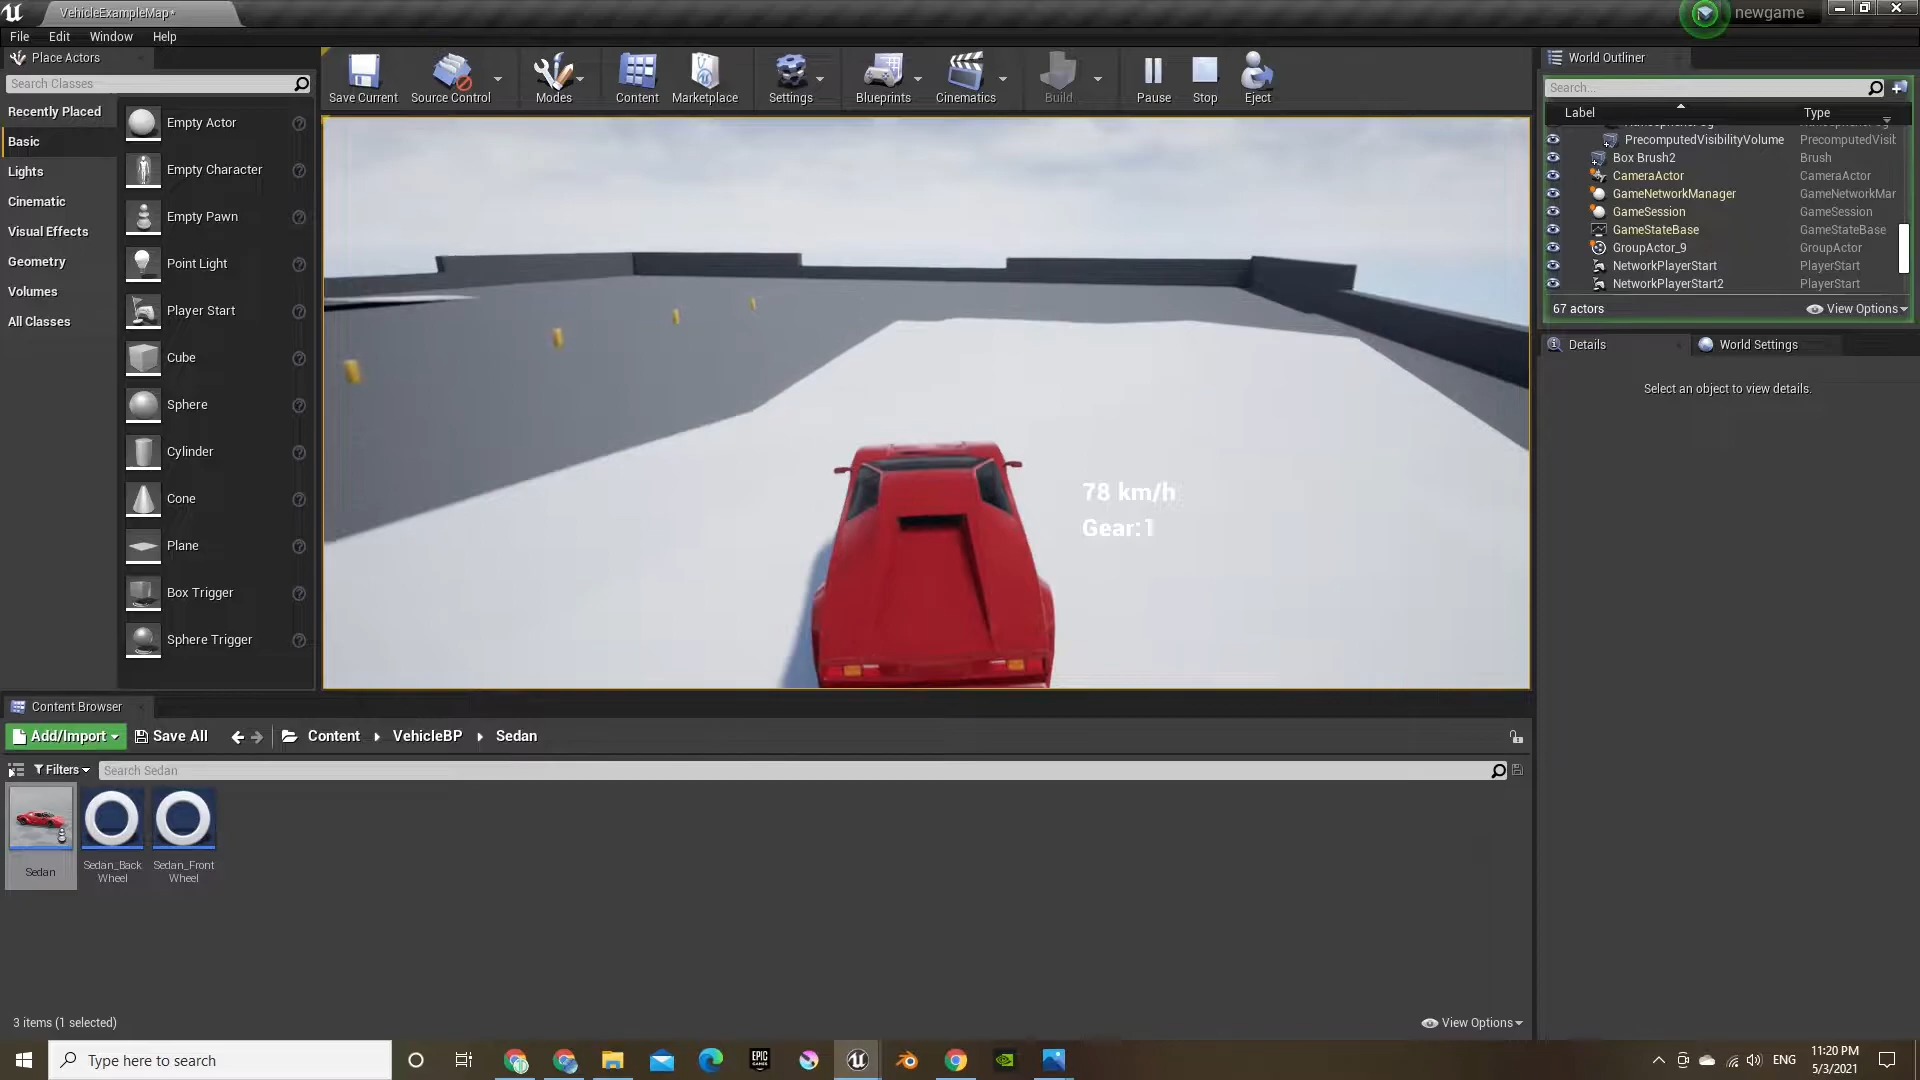 VehicleExampleMap*
newgame
File Edit Window Help
Place Actors
Search Classes
Recently Placed
Basic
Lights
Cinematic
Visual Effects
Geometry
Volumes
All Classes
Empty Actor
Empty Character
Empty Pawn
Point Light
Player Start
Cube
Sphere
Cylinder
Cone
Plane
Box Trigger
Sphere Trigger
Save Current
Source Control
Modes
Content
Marketplace
Settings
Blueprints
Cinematics
Build
Pause
Stop
Eject
78 km/h
Gear:1
World Outliner
Search...
Label Type
PrecomputedVisibilityVolume PrecomputedVisit
Box Brush2 Brush
CameraActor CameraActor
GameNetworkManager GameNetworkMar
GameSession GameSession
GameStateBase GameStateBase
GroupActor_9 GroupActor
NetworkPlayerStart PlayerStart
NetworkPlayerStart2 PlayerStart
67 actors View Options
Details World Settings
Select an object to view details.
Content Browser
Add/Import Save All Content VehicleBP Sedan
Filters Search Sedan
Sedan
Sedan_Back
Wheel
Sedan_Front
Wheel
3 items (1 selected) View Options
Type here to search
EPIC
GAMES
ENG
11:20 PM
5/3/2021